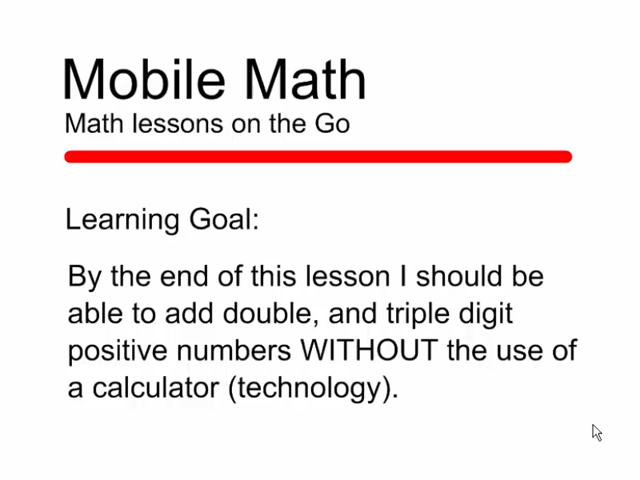 Mobile Math
Math lessons on the Go
Learning Goal:
By the end of this lesson I should be
able to add double, and triple digit
positive numbers WITHOUT the use of
a calculator (technology).